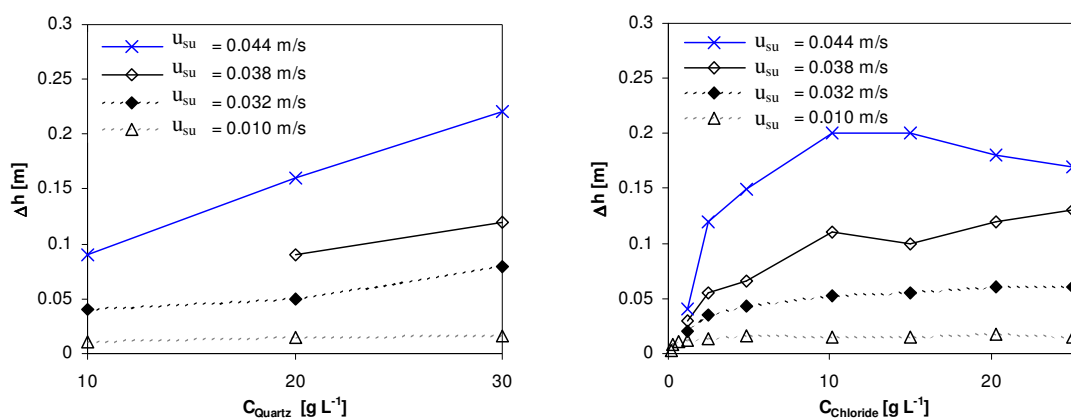 0.3
0.25
0.2
0.15
0.1
0.05
0
Δh [m]
u_su = 0.044 m/s
u_su = 0.038 m/s
u_su = 0.032 m/s
u_su = 0.010 m/s
10 20 30
C_Quartz [g L-1]
0.3
0.25
0.2
0.15
0.1
0.05
0
Δh [m]
u_su = 0.044 m/s
u_su = 0.038 m/s
u_su = 0.032 m/s
u_su = 0.010 m/s
0 10 20
C_Chloride [g L-1]